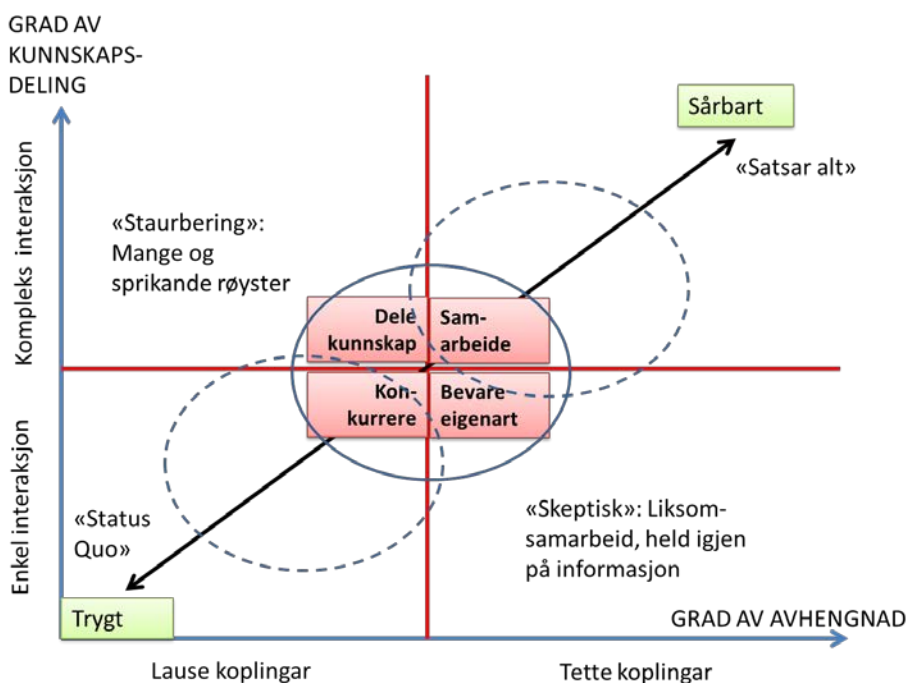 GRAD AV
KUNNSKAPS-
DELING
Sårbart
«Satsar alt»
Kompleks interaksjon
«Staurbering»:
Mange og
sprikande røyster
Dele
kunnskap
Sam-
arbeide
Kon-
kurrere
Bevare
eigenart
Enkel interaksjon
«Status
Quo»
«Skeptisk»: Liksom-
samarbeid, held igjen
på informasjon
Trygt
GRAD AV AVHENGNAD
Lause koplingar
Tette koplingar